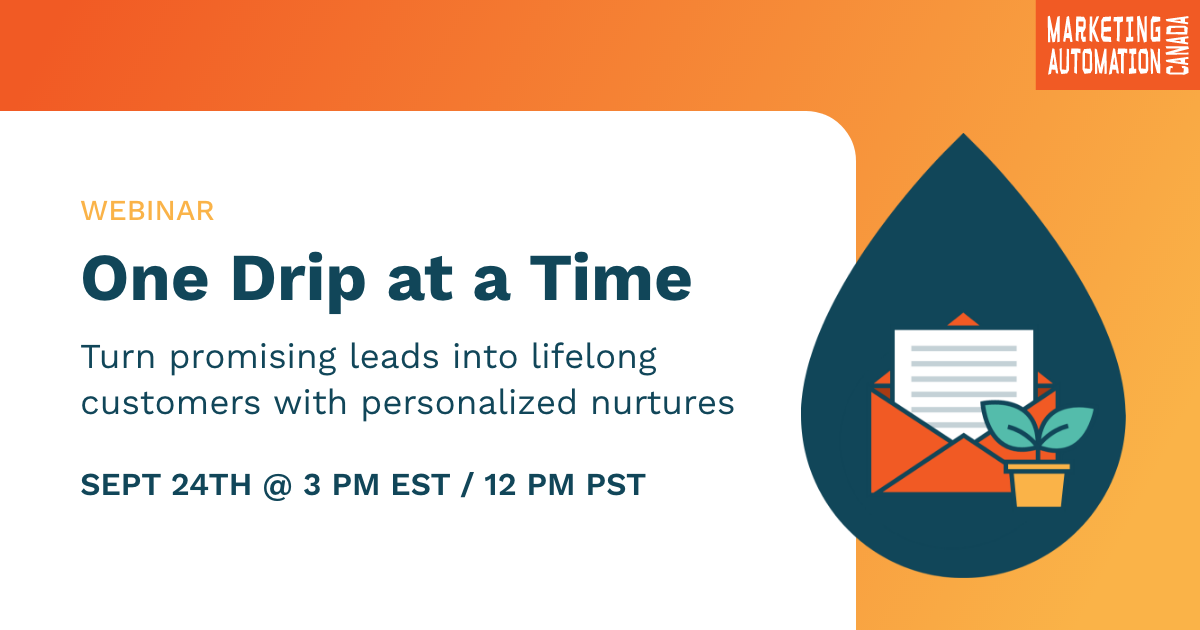 MARKETING
AUTOMATION
CANADA
WEBINAR
One Drip at a Time
Turn promising leads into lifelong
customers with personalized nurtures
SEPT 24TH @ 3 PM EST / 12 PM PST